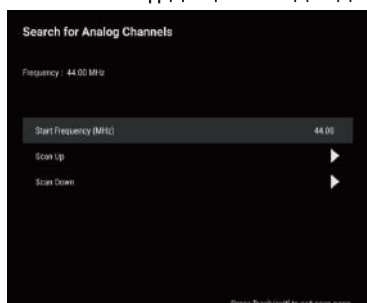 Search for Analog Channels
Frequency : 44.00 MHz
Start Frequency (MHz) 44.00
Scan Up
Scan Down